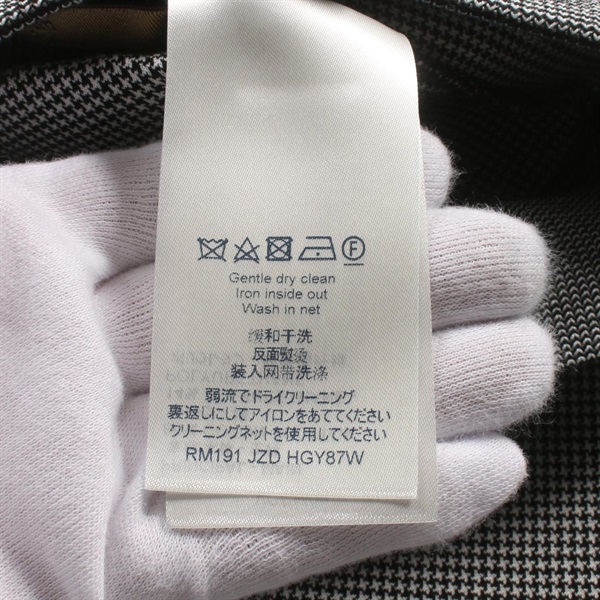 F
Gentle dry clean
Iron inside out
Wash in net
缓和干洗
反面熨烫
装入网带洗涤
弱流でドライクリーニング
裏返しにしてアイロンをあててください
クリーニングネットを使用してください
RM191 JZD HGY87W